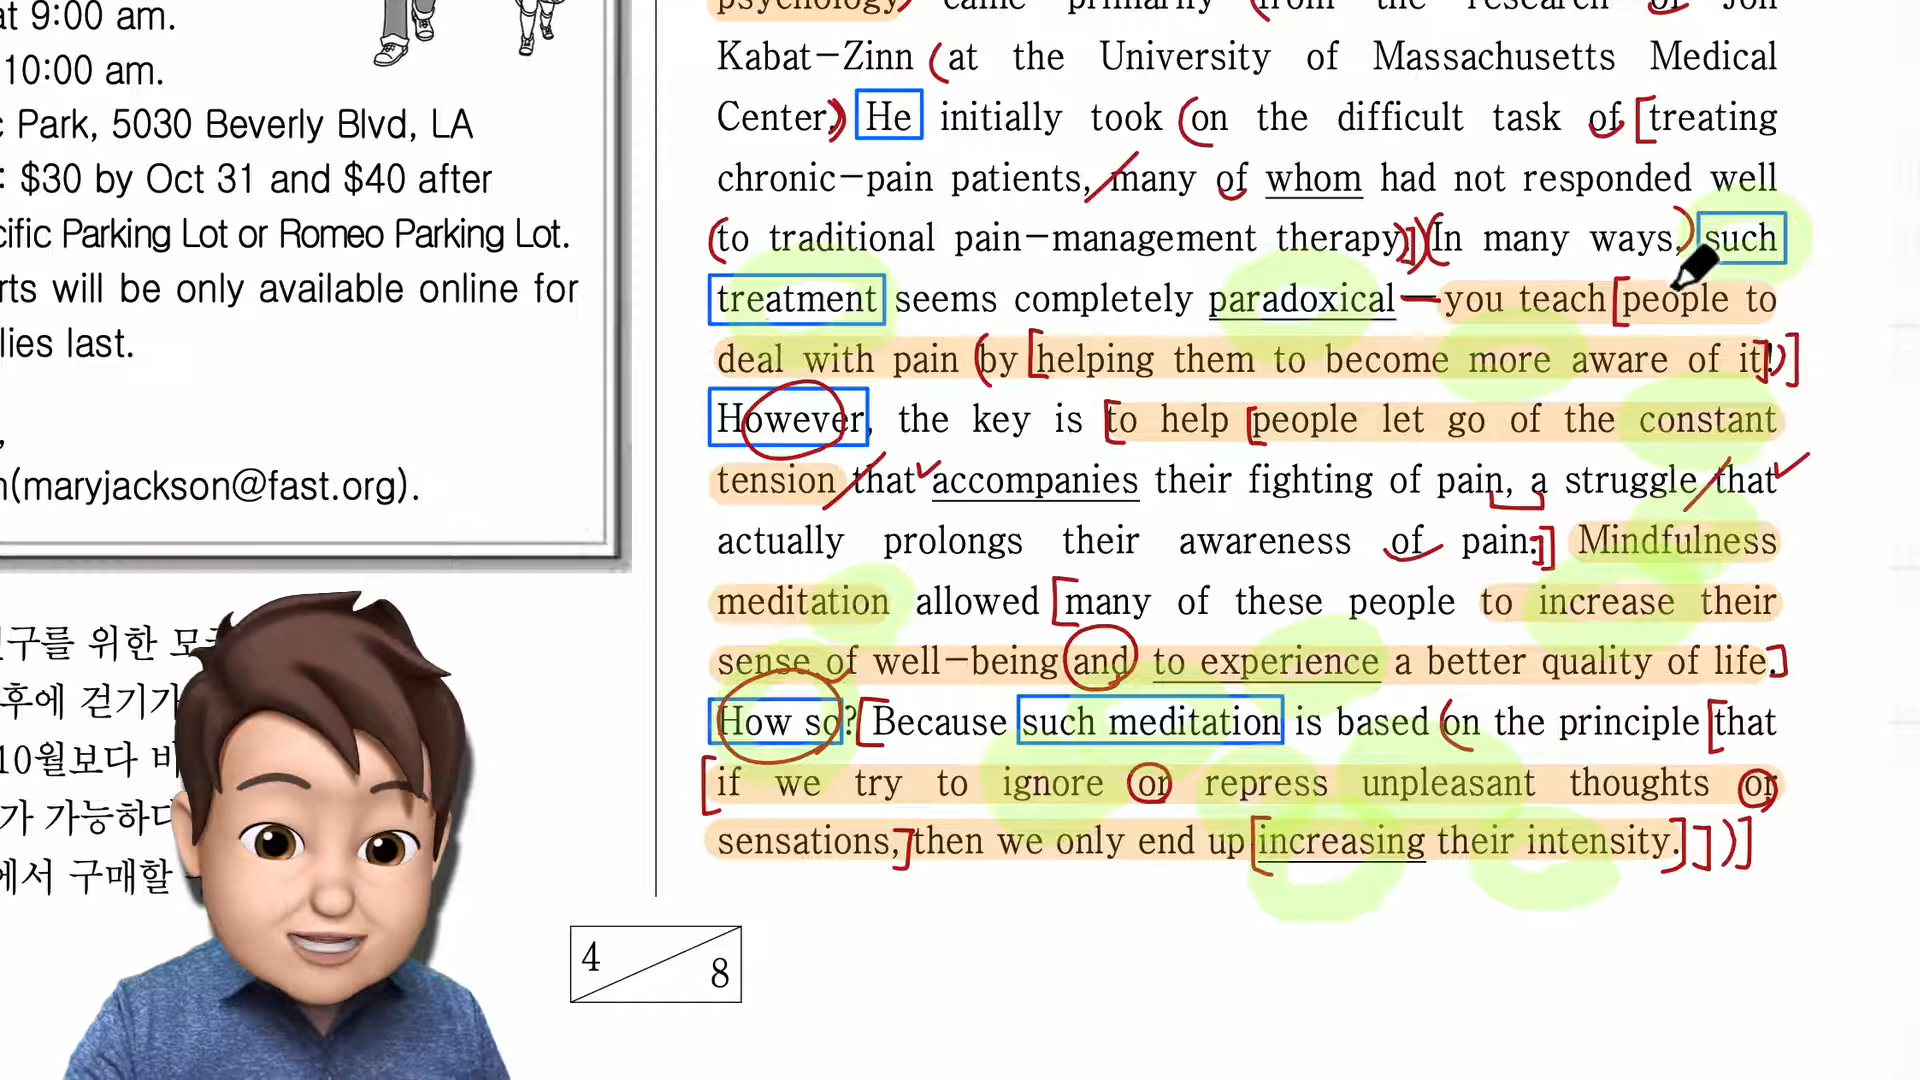 at 9:00 am.
10:00 am.
c Park, 5030 Beverly Blvd, LA
: $30 by Oct 31 and $40 after
cific Parking Lot or Romeo Parking Lot.
rts will be only available online for
lies last.
,
n(maryjackson@fast.org).
친구를 위한 모
후에 걷기가
10월보다 비
가 가능하다
에서 구매할
4 8
psychology) came primarily (from the research of Jon
Kabat-Zinn (at the University of Massachusetts Medical
Center.) He initially took (on the difficult task of [treating
chronic-pain patients, many of whom had not responded well
(to traditional pain-management therapy.)]) (In many ways,) such
treatment seems completely paradoxical—you teach [people to
deal with pain (by [helping them to become more aware of it]!)]
However, the key is [to help [people let go of the constant
tension that accompanies their fighting of pain, a struggle that
actually prolongs their awareness of pain.]] Mindfulness
meditation allowed [many of these people to increase their
sense of well-being and to experience a better quality of life.]
How so? [Because such meditation is based (on the principle [that
[if we try to ignore or repress unpleasant thoughts or
sensations,] then we only end up [increasing their intensity.]])]